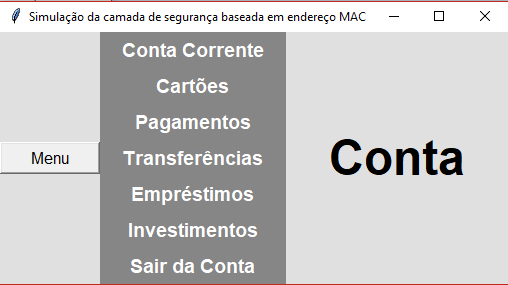 Simulação da camada de segurança baseada em endereço MAC
Conta Corrente
Cartões
Pagamentos
Menu
Transferências
Conta
Empréstimos
Investimentos
Sair da Conta